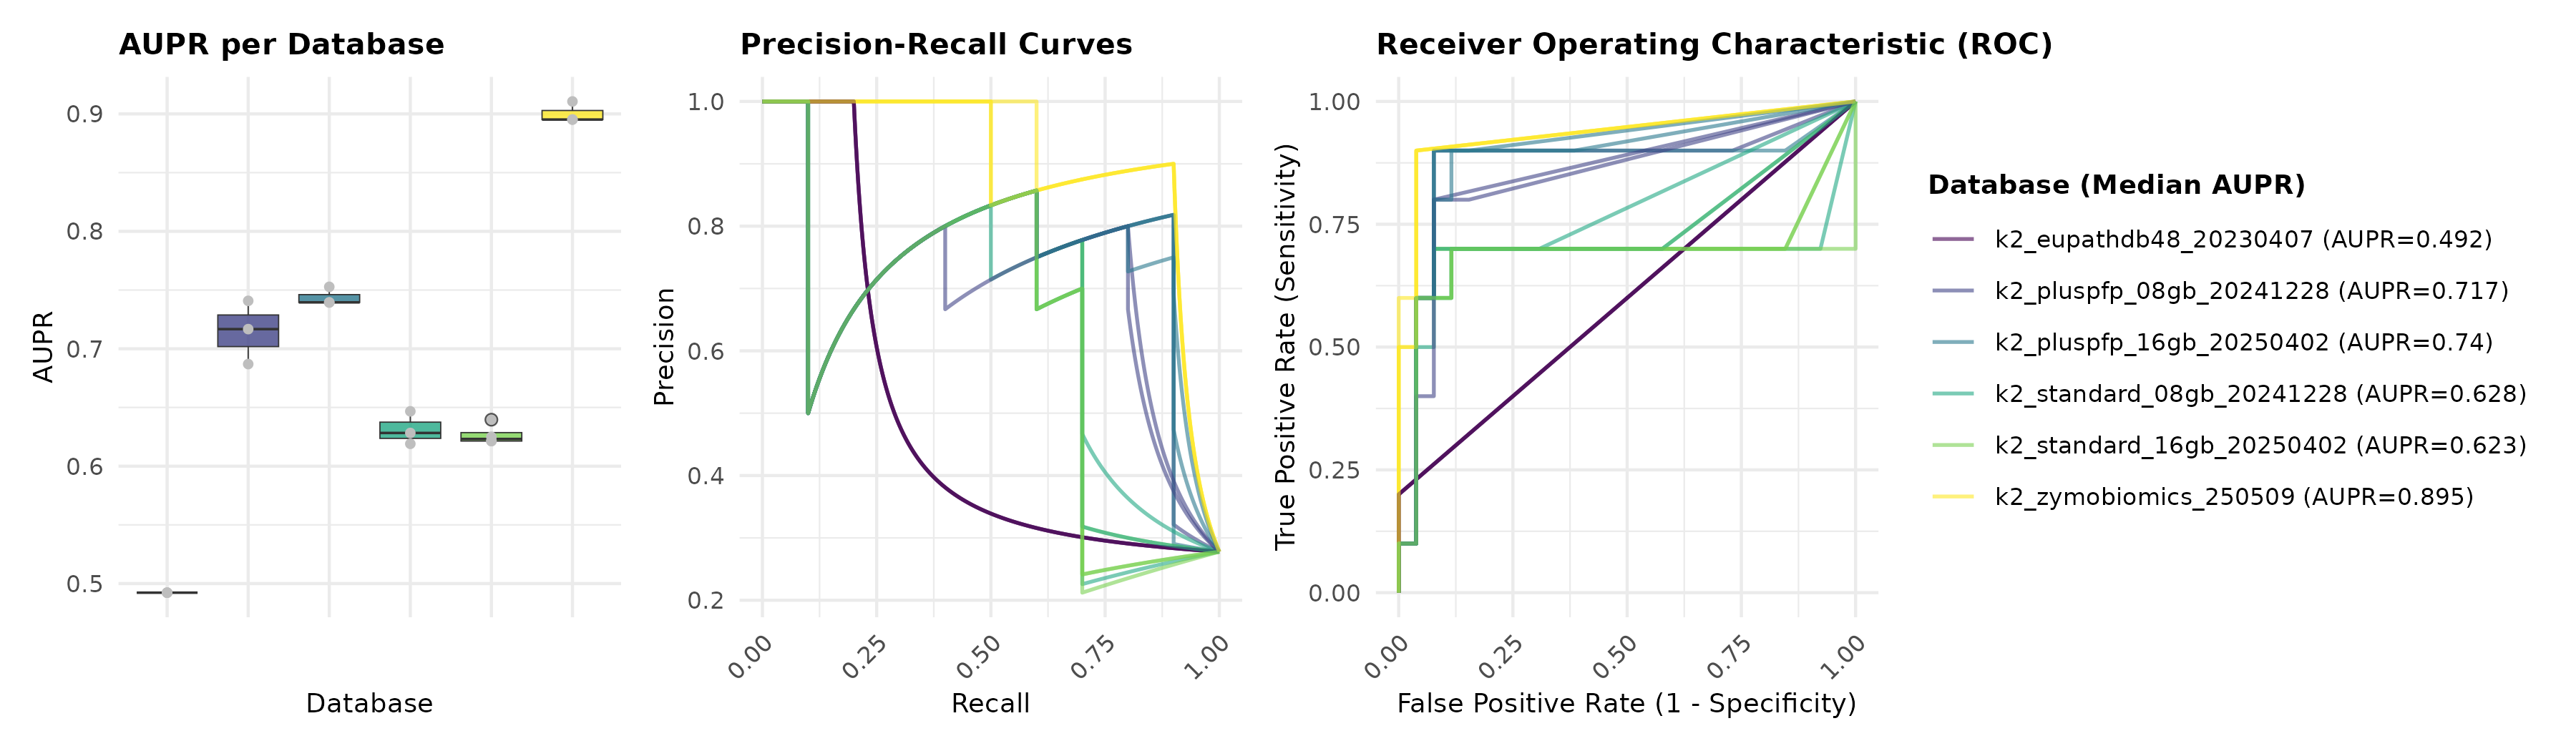 AUPR per Database
AUPR
0.9
0.8
0.7
0.6
0.5
Database
Precision-Recall Curves
Precision
1.0
0.8
0.6
0.4
0.2
0.00
0.25
0.50
0.75
1.00
Recall
Receiver Operating Characteristic (ROC)
True Positive Rate (Sensitivity)
1.00
0.75
0.50
0.25
0.00
0.00
0.25
0.50
0.75
1.00
False Positive Rate (1 - Specificity)
Database (Median AUPR)
k2_eupathdb48_20230407 (AUPR=0.492)
k2_pluspfp_08gb_20241228 (AUPR=0.717)
k2_pluspfp_16gb_20250402 (AUPR=0.74)
k2_standard_08gb_20241228 (AUPR=0.628)
k2_standard_16gb_20250402 (AUPR=0.623)
k2_zymobiomics_250509 (AUPR=0.895)